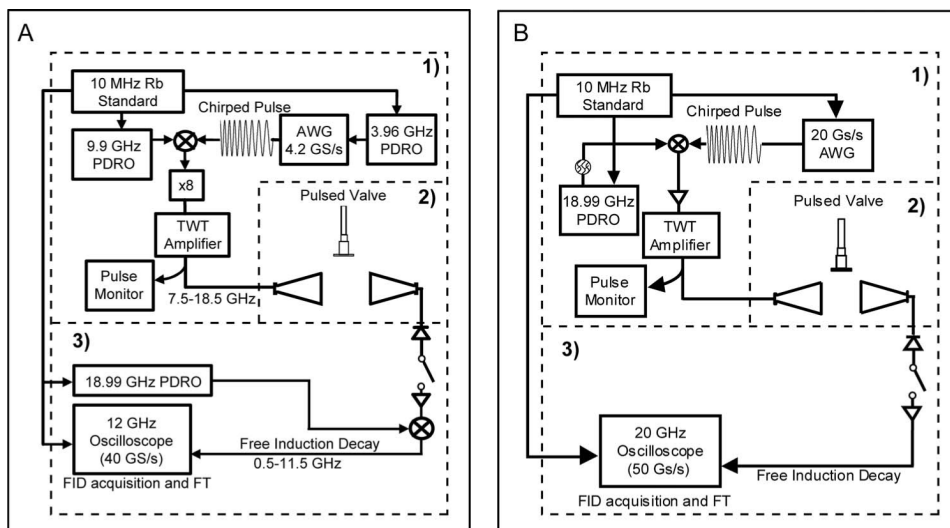 A
1)
10 MHz Rb
Standard
Chirped Pulse
9.9 GHz
PDRO
AWG
4.2 GS/s
3.96 GHz
PDRO
x8
2)
Pulsed Valve
TWT
Amplifier
Pulse
Monitor
7.5-18.5 GHz
3)
18.99 GHz PDRO
12 GHz
Oscilloscope
(40 GS/s)
Free Induction Decay
0.5-11.5 GHz
FID acquisition and FT
B
1)
10 MHz Rb
Standard
Chirped Pulse
20 Gs/s
AWG
18.99 GHz
PDRO
2)
Pulsed Valve
TWT
Amplifier
Pulse
Monitor
3)
20 GHz
Oscilloscope
(50 Gs/s)
Free Induction Decay
FID acquisition and FT